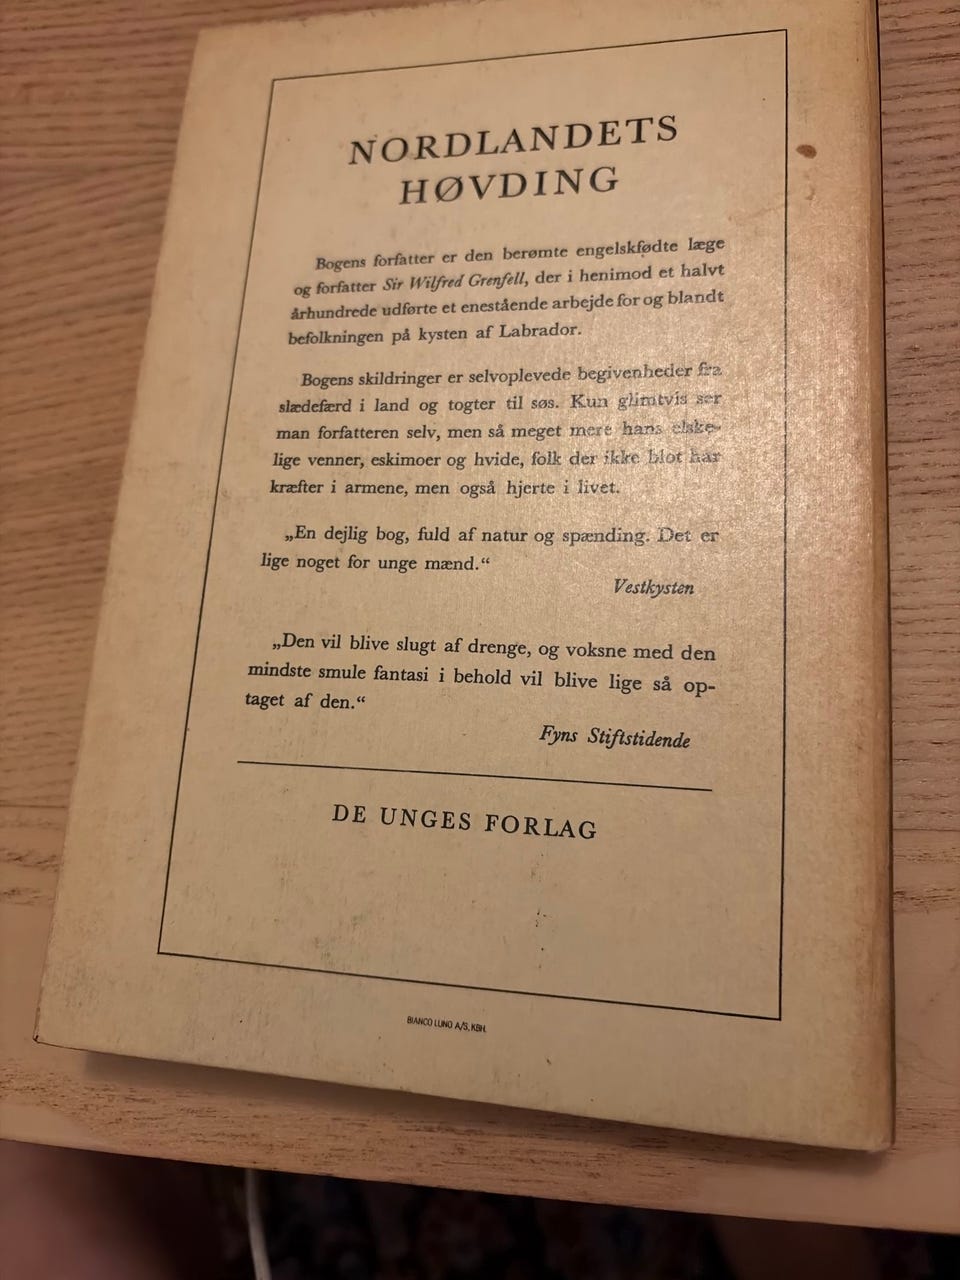 NORDLANDETS
HØVDING
Bogens forfatter er den berømte engelskfødte læge
og forfatter Sir Wilfred Grenfell, der i henimod et halvt
århundrede udførte et enestående arbejde for og blandt
befolkningen på kysten af Labrador.
Bogens skildringer er selvoplevede begivenheder fra
slædefærd i land og togter til søs. Kun glimtvis ser
man forfatteren selv, men så meget mere hans elske-
lige venner, eskimoer og hvide, folk der ikke blot har
kræfter i armene, men også hjerte i livet.
„En dejlig bog, fuld af natur og spænding. Det er
lige noget for unge mænd.“
Vestkysten
„Den vil blive slugt af drenge, og voksne med den
mindste smule fantasi i behold vil blive lige så op-
taget af den.“
Fyns Stiftstidende
DE UNGES FORLAG
BIANCO LUNO A/S, KBH.